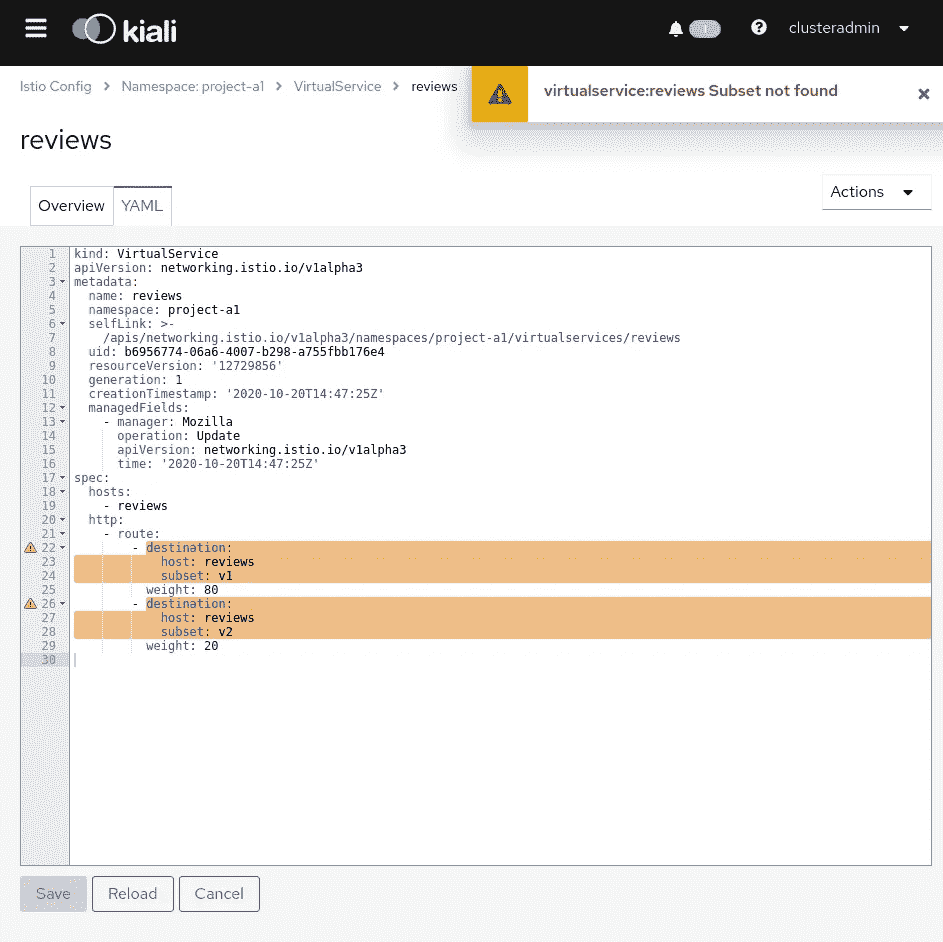 kiali
1
clusteradmin
Istio Config > Namespace: project-a1 > VirtualService > reviews
virtualservice:reviews Subset not found
reviews
Actions
Overview YAML
1 kind: VirtualService
2 apiVersion: networking.istio.io/v1alpha3
3 metadata:
4   name: reviews
5   namespace: project-a1
6   selfLink: >-
7     /apis/networking.istio.io/v1alpha3/namespaces/project-a1/virtualservices/reviews
8   uid: b6956774-06a6-4007-b298-a755fbb176e4
9   resourceVersion: '12729856'
10   generation: 1
11   creationTimestamp: '2020-10-20T14:47:25Z'
12   managedFields:
13     - manager: Mozilla
14       operation: Update
15       apiVersion: networking.istio.io/v1alpha3
16       time: '2020-10-20T14:47:25Z'
17 spec:
18   hosts:
19     - reviews
20   http:
21     - route:
22         - destination:
23             host: reviews
24             subset: v1
25           weight: 80
26         - destination:
27             host: reviews
28             subset: v2
29           weight: 20
30
Save Reload Cancel